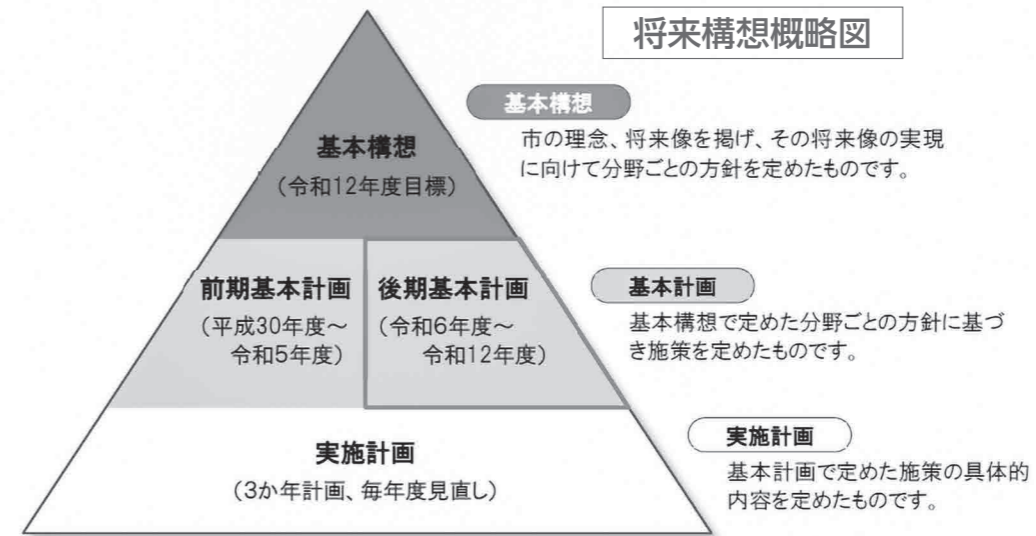 将来構想概略図
基本構想
(令和12年度目標)
基本構想
市の理念、将来像を掲げ、その将来像の実現
に向けて分野ごとの方針を定めたものです。
前期基本計画
(平成30年度〜
令和5年度)
後期基本計画
(令和6年度〜
令和12年度)
基本計画
基本構想で定めた分野ごとの方針に基づ
き施策を定めたものです。
実施計画
(3か年計画、毎年度見直し)
実施計画
基本計画で定めた施策の具体的
内容を定めたものです。